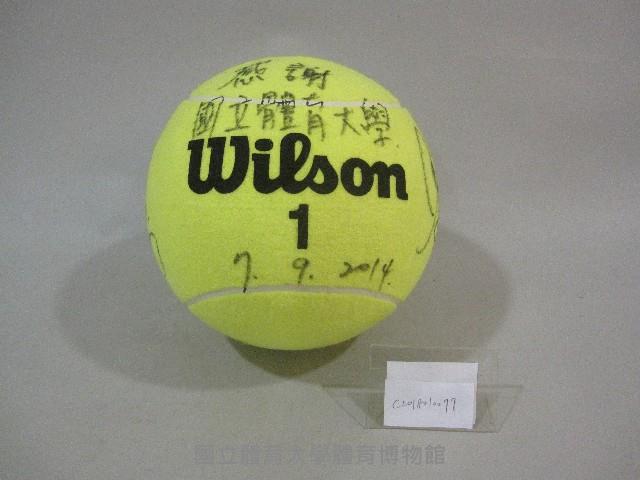 感謝
國立體育大學.
Wilson
1
7. 9. 2014.
國立體育大學體育博物館